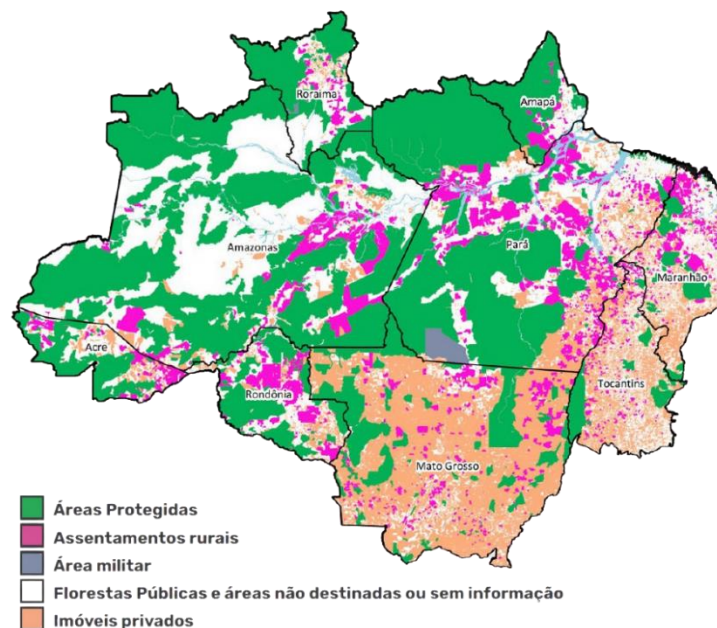 Roraima
Amapá
Amazonas
Pará
Maranhão
Acre
Tocantins
Rondônia
Mato Grosso
Áreas Protegidas
Assentamentos rurais
Área militar
Florestas Públicas e áreas não destinadas ou sem informação
Imóveis privados